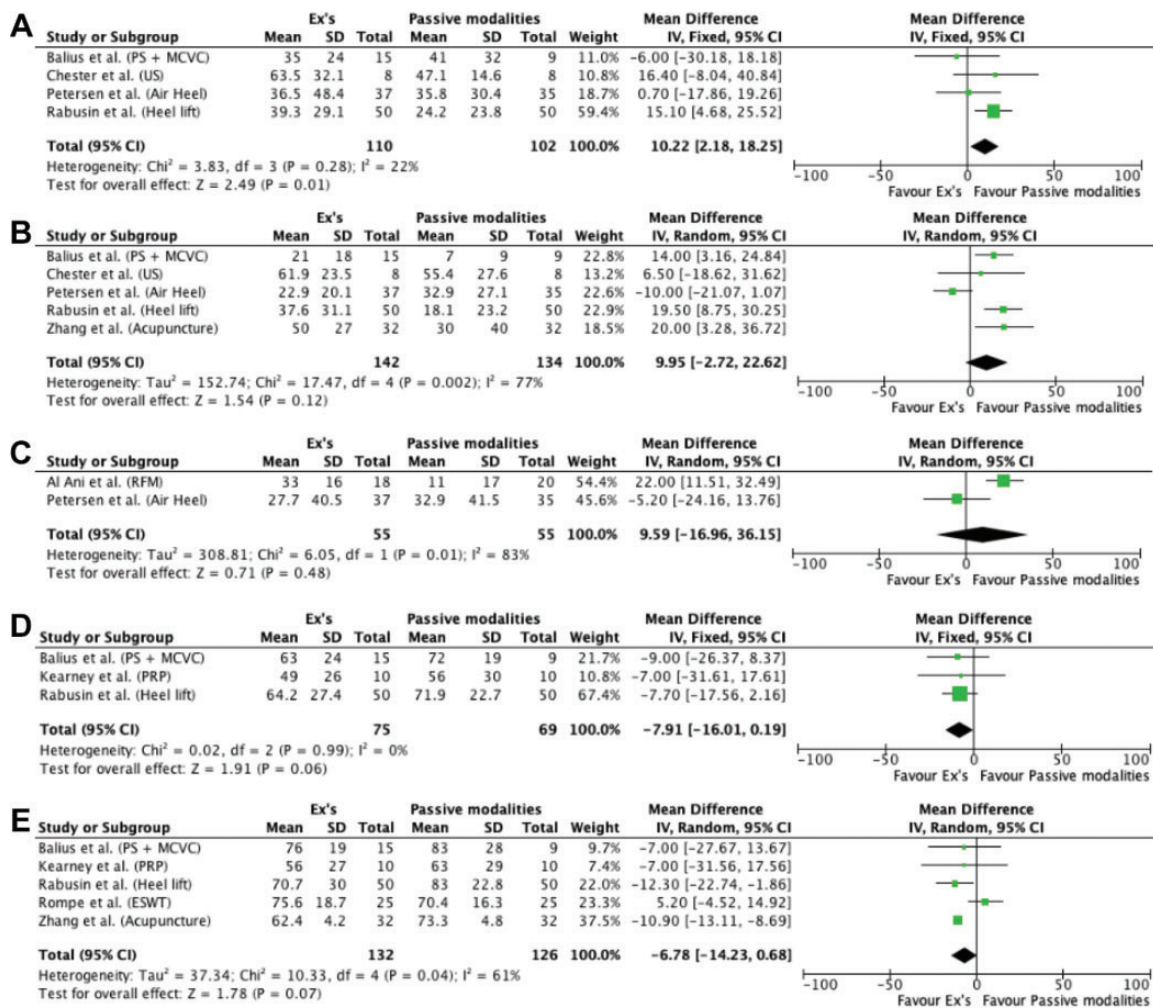 A
Ex's Passive modalities Mean Difference Mean Difference
Study or Subgroup Mean SD Total Mean SD Total Weight IV, Fixed, 95% CI IV, Fixed, 95% CI
Balius et al. (PS + MCVC) 35 24 15 41 32 9 11.0% -6.00 [-30.18, 18.18]
Chester et al. (US) 63.5 32.1 8 47.1 14.6 8 10.8% 16.40 [-8.04, 40.84]
Petersen et al. (Air Heel) 36.5 48.4 37 35.8 30.4 35 18.7% 0.70 [-17.86, 19.26]
Rabusin et al. (Heel lift) 39.3 29.1 50 24.2 23.8 50 59.4% 15.10 [4.68, 25.52]
Total (95% CI) 110 102 100.0% 10.22 [2.18, 18.25]
Heterogeneity: Chi² = 3.83, df = 3 (P = 0.28); I² = 22%
Test for overall effect: Z = 2.49 (P = 0.01)
-100 -50 0 50 100
Favour Ex's Favour Passive modalities
B
Ex's Passive modalities Mean Difference Mean Difference
Study or Subgroup Mean SD Total Mean SD Total Weight IV, Random, 95% CI IV, Random, 95% CI
Balius et al. (PS + MCVC) 21 18 15 7 9 9 22.8% 14.00 [3.16, 24.84]
Chester et al. (US) 61.9 23.5 8 55.4 27.6 8 13.2% 6.50 [-18.62, 31.62]
Petersen et al. (Air Heel) 22.9 20.1 37 32.9 27.1 35 22.6% -10.00 [-21.07, 1.07]
Rabusin et al. (Heel lift) 37.6 31.1 50 18.1 23.2 50 22.9% 19.50 [8.75, 30.25]
Zhang et al. (Acupuncture) 50 27 32 30 40 32 18.5% 20.00 [3.28, 36.72]
Total (95% CI) 142 134 100.0% 9.95 [-2.72, 22.62]
Heterogeneity: Tau² = 152.74; Chi² = 17.47, df = 4 (P = 0.002); I² = 77%
Test for overall effect: Z = 1.54 (P = 0.12)
-100 -50 0 50 100
Favour Ex's Favour Passive modalities
C
Ex's Passive modalities Mean Difference Mean Difference
Study or Subgroup Mean SD Total Mean SD Total Weight IV, Random, 95% CI IV, Random, 95% CI
Al Ani et al. (RFM) 33 16 18 11 17 20 54.4% 22.00 [11.51, 32.49]
Petersen et al. (Air Heel) 27.7 40.5 37 32.9 41.5 35 45.6% -5.20 [-24.16, 13.76]
Total (95% CI) 55 55 100.0% 9.59 [-16.96, 36.15]
Heterogeneity: Tau² = 308.81; Chi² = 6.05, df = 1 (P = 0.01); I² = 83%
Test for overall effect: Z = 0.71 (P = 0.48)
-100 -50 0 50 100
Favour Ex's Favour Passive modalities
D
Ex's Passive modalities Mean Difference Mean Difference
Study or Subgroup Mean SD Total Mean SD Total Weight IV, Fixed, 95% CI IV, Fixed, 95% CI
Balius et al. (PS + MCVC) 63 24 15 72 19 9 21.7% -9.00 [-26.37, 8.37]
Kearney et al. (PRP) 49 26 10 56 30 10 10.8% -7.00 [-31.61, 17.61]
Rabusin et al. (Heel lift) 64.2 27.4 50 71.9 22.7 50 67.4% -7.70 [-17.56, 2.16]
Total (95% CI) 75 69 100.0% -7.91 [-16.01, 0.19]
Heterogeneity: Chi² = 0.02, df = 2 (P = 0.99); I² = 0%
Test for overall effect: Z = 1.91 (P = 0.06)
-100 -50 0 50 100
Favour Ex's Favour Passive modalities
E
Ex's Passive modalities Mean Difference Mean Difference
Study or Subgroup Mean SD Total Mean SD Total Weight IV, Random, 95% CI IV, Random, 95% CI
Balius et al. (PS + MCVC) 76 19 15 83 28 9 9.7% -7.00 [-27.67, 13.67]
Kearney et al. (PRP) 56 27 10 63 29 10 7.4% -7.00 [-31.56, 17.56]
Rabusin et al. (Heel lift) 70.7 30 50 83 22.8 50 22.0% -12.30 [-22.74, -1.86]
Rompe et al. (ESWT) 75.6 18.7 25 70.4 16.3 25 23.3% 5.20 [-4.52, 14.92]
Zhang et al. (Acupuncture) 62.4 4.2 32 73.3 4.8 32 37.5% -10.90 [-13.11, -8.69]
Total (95% CI) 132 126 100.0% -6.78 [-14.23, 0.68]
Heterogeneity: Tau² = 37.34; Chi² = 10.33, df = 4 (P = 0.04); I² = 61%
Test for overall effect: Z = 1.78 (P = 0.07)
-100 -50 0 50 100
Favour Ex's Favour Passive modalities